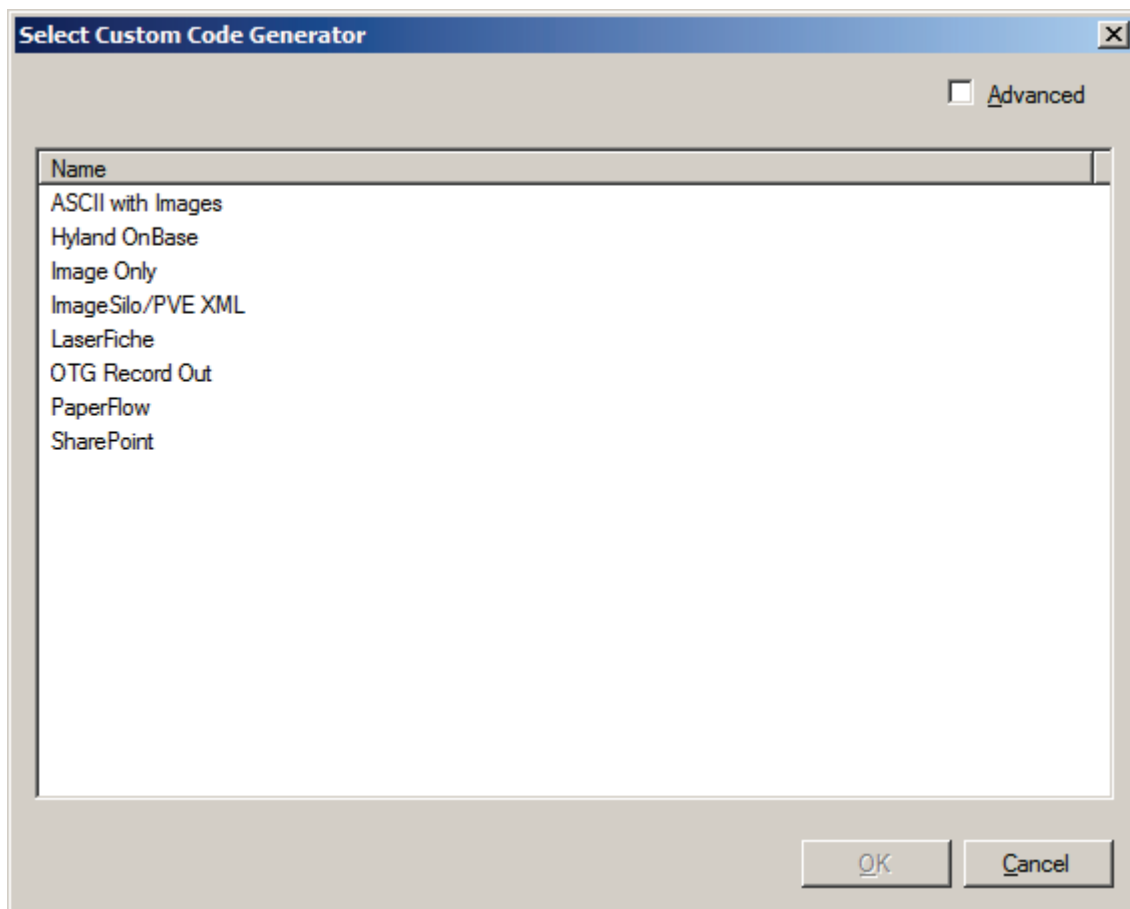 Select Custom Code Generator
Advanced
Name
ASCII with Images
Hyland OnBase
Image Only
ImageSilo/PVE XML
LaserFiche
OTG Record Out
PaperFlow
SharePoint
OK
Cancel